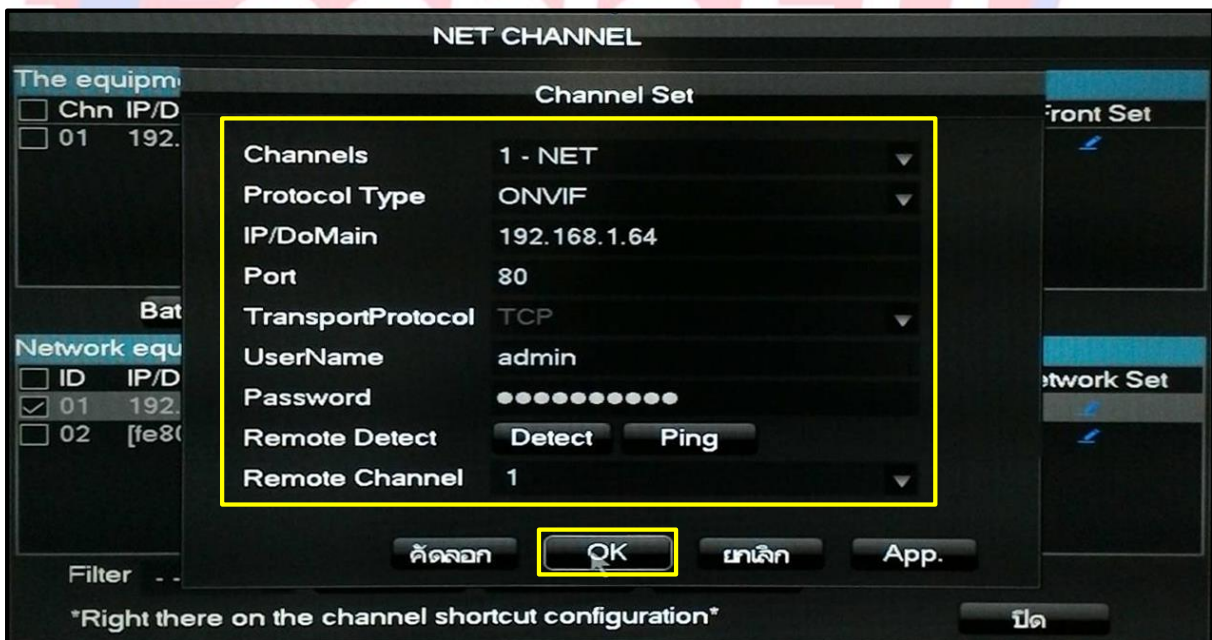 NET CHANNEL
The equipm
Chn IP/D
Front Set
01 192.
Channel Set
Channels 1 - NET
Protocol Type ONVIF
IP/DoMain 192.168.1.64
Port 80
Bat
TransportProtocol TCP
Network equ
UserName admin
ID IP/D
etwork Set
Password ●●●●●●●●●●
01 192.
02 [fe80
Remote Detect Detect Ping
Remote Channel 1
คัดลอก OK ยกเลิก App.
Filter - -
*Right there on the channel shortcut configuration*
ปิด